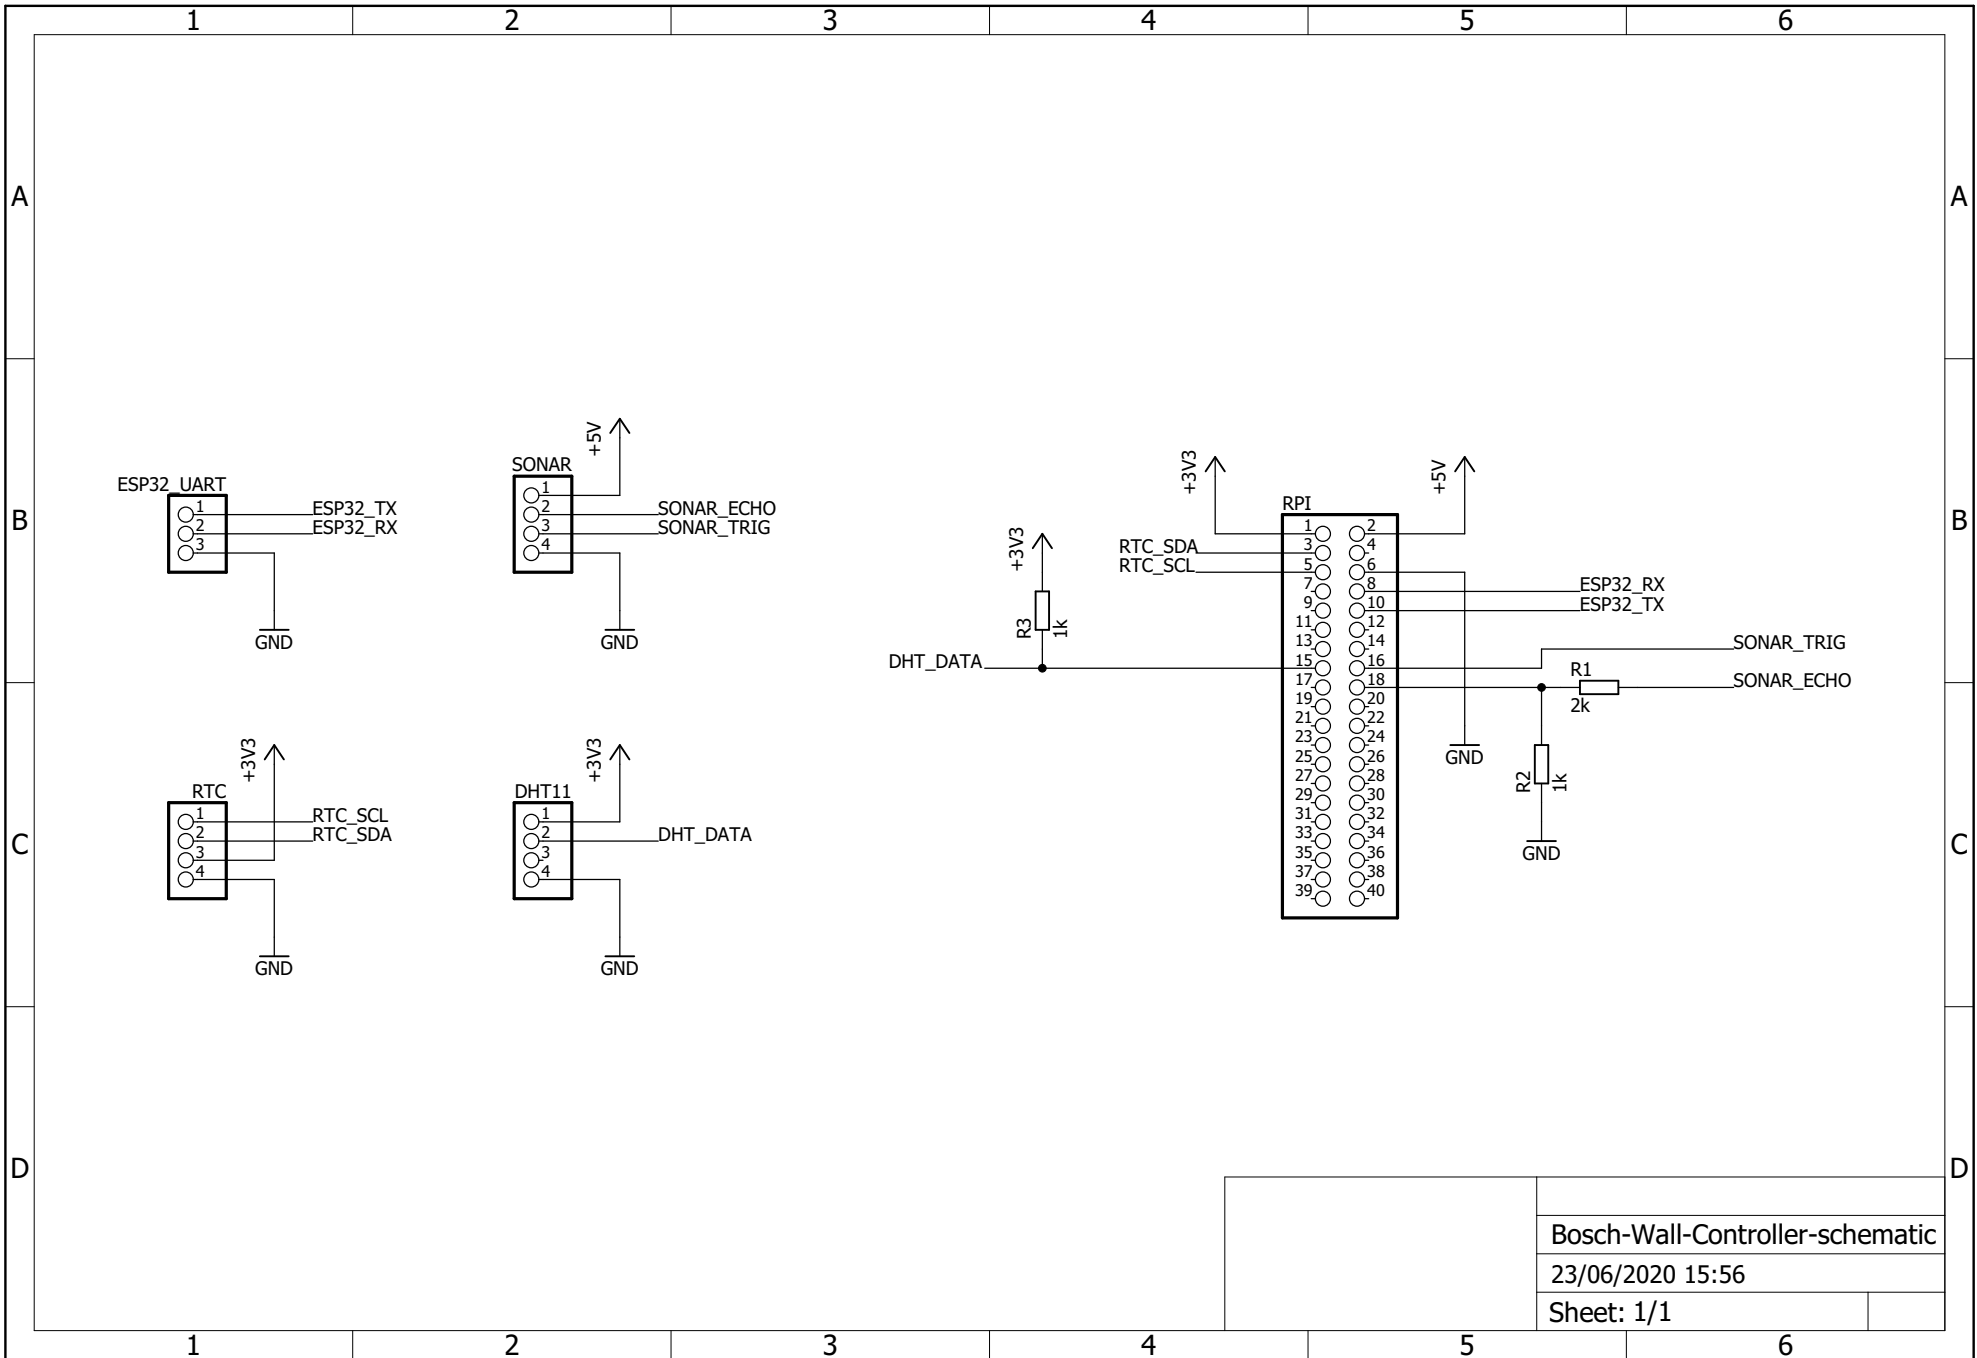 1 2 3 4 5 6
A A
B B
C C
D D
ESP32_UART
1 ESP32_TX
2 ESP32_RX
3
GND
SONAR
+5V
1
2 SONAR_ECHO
3 SONAR_TRIG
4
GND
RTC
+3V3
1 RTC_SCL
2 RTC_SDA
3
4
GND
DHT11
+3V3
1
2 DHT_DATA
3
4
GND
+3V3
R3
1k
DHT_DATA
+3V3
+5V
RPI
1 2
RTC_SDA 3 4
RTC_SCL 5 6
7 8 ESP32_RX
9 10 ESP32_TX
11 12
13 14
15 16 SONAR_TRIG
17 18 R1 2k SONAR_ECHO
19 20
21 22
23 24
25 26
27 28
29 30
31 32
33 34
35 36
37 38
39 40
GND
R2
1k
GND
Bosch-Wall-Controller-schematic
23/06/2020 15:56
Sheet: 1/1
1 2 3 4 5 6